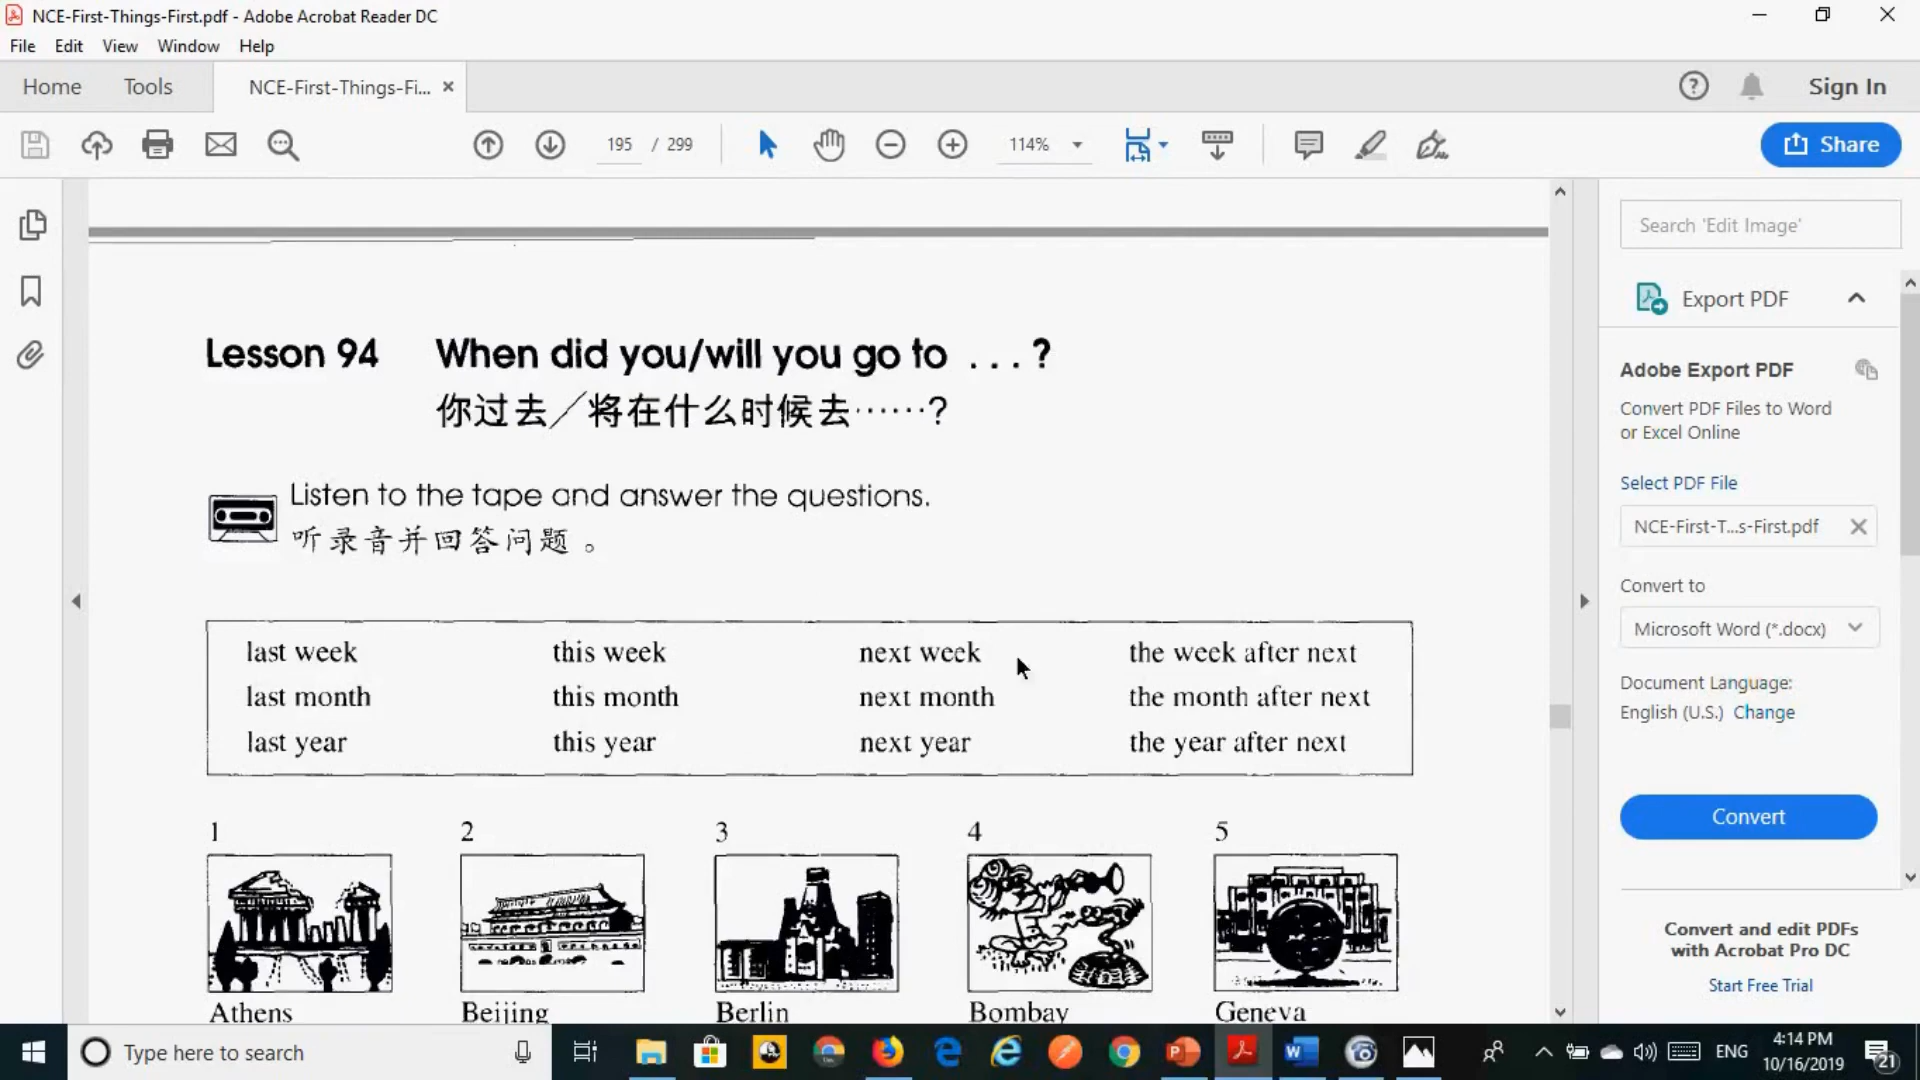 NCE-First-Things-First.pdf - Adobe Acrobat Reader DC
File Edit View Window Help
Home Tools NCE-First-Things-Fi... Sign In
195 / 299 114% Share
Search 'Edit Image'
Export PDF
Adobe Export PDF
Convert PDF Files to Word
or Excel Online
Select PDF File
NCE-First-T...s-First.pdf
Convert to
Microsoft Word (*.docx)
Document Language:
English (U.S.) Change
Convert
Convert and edit PDFs
with Acrobat Pro DC
Start Free Trial
Lesson 94 When did you/will you go to ...?
你过去/将在什么时候去……?
Listen to the tape and answer the questions.
听录音并回答问题。
last week this week next week the week after next
last month this month next month the month after next
last year this year next year the year after next
1 2 3 4 5
Athens Beijing Berlin Bombay Geneva
Type here to search
ENG
4:14 PM
10/16/2019
21